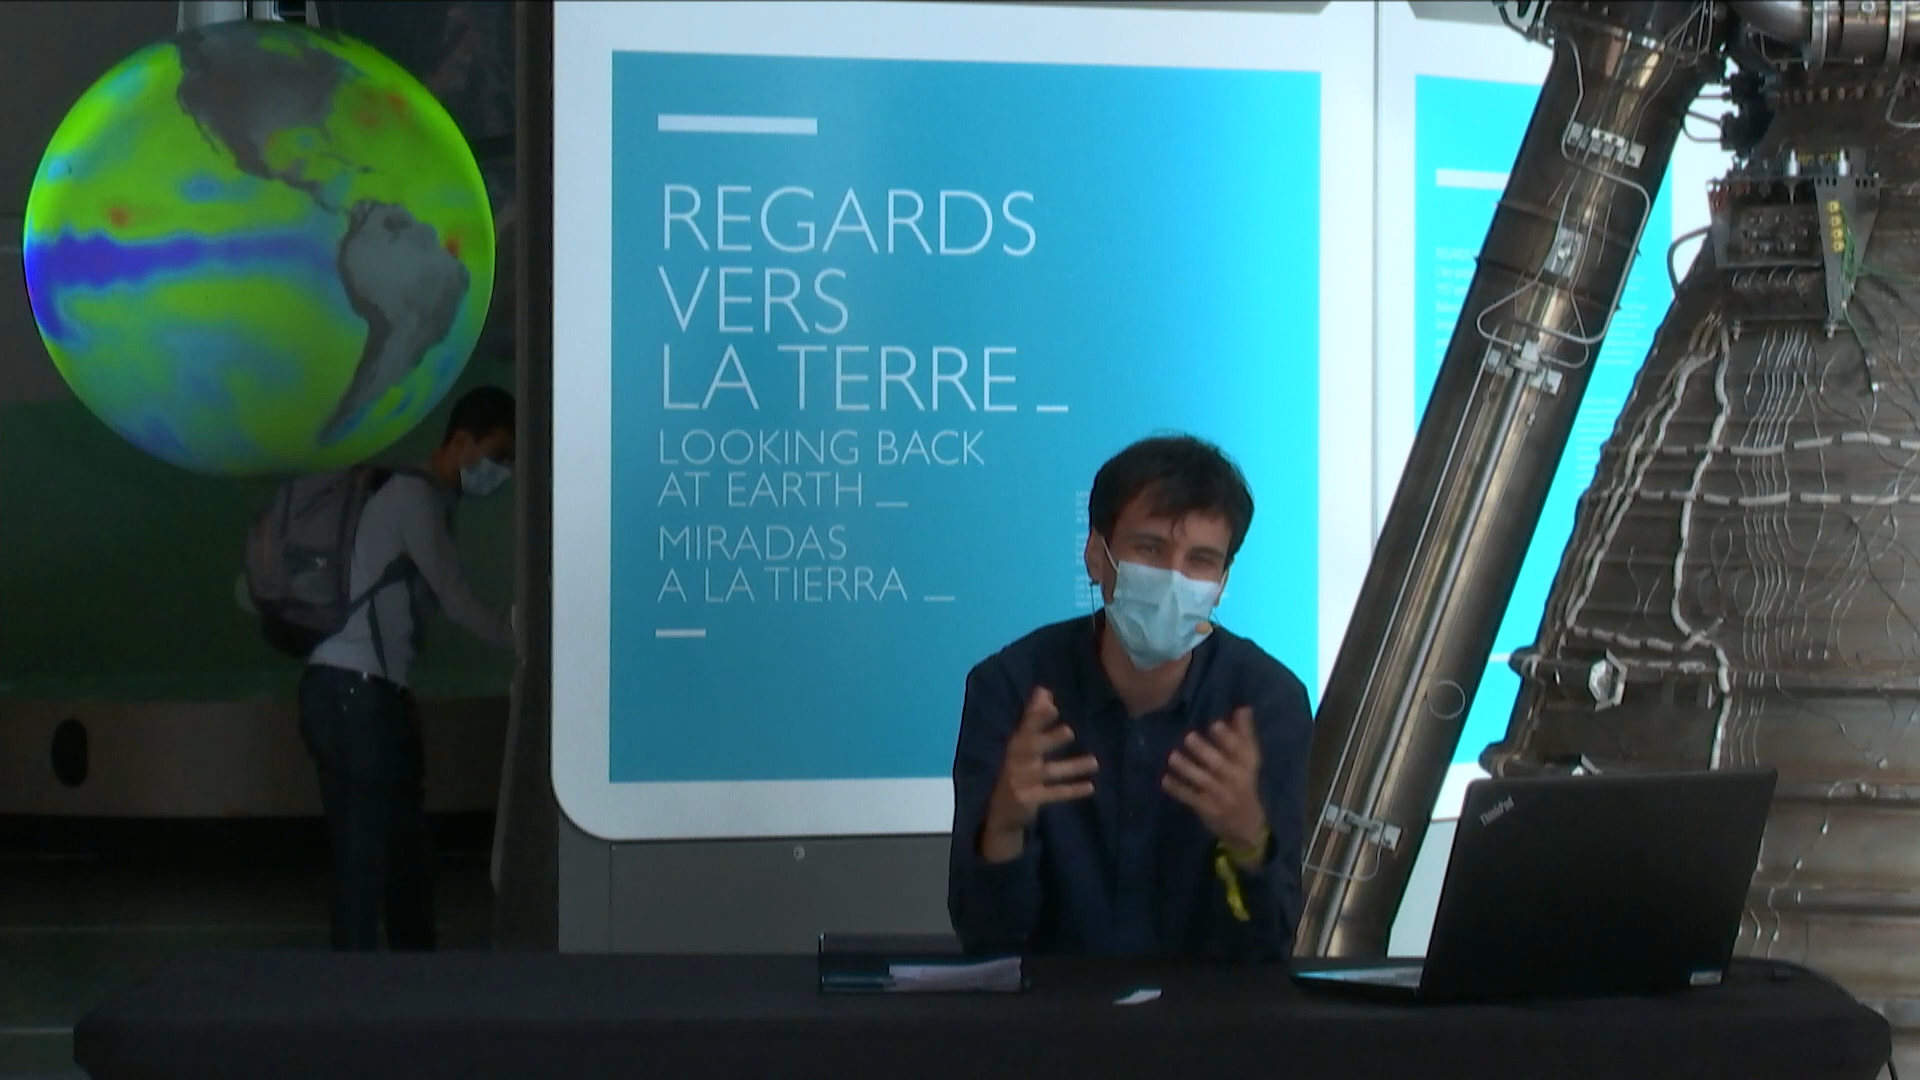 REGARDS
VERS
LA TERRE _
LOOKING BACK
AT EARTH _
MIRADAS
A LA TIERRA _
ThinkPad